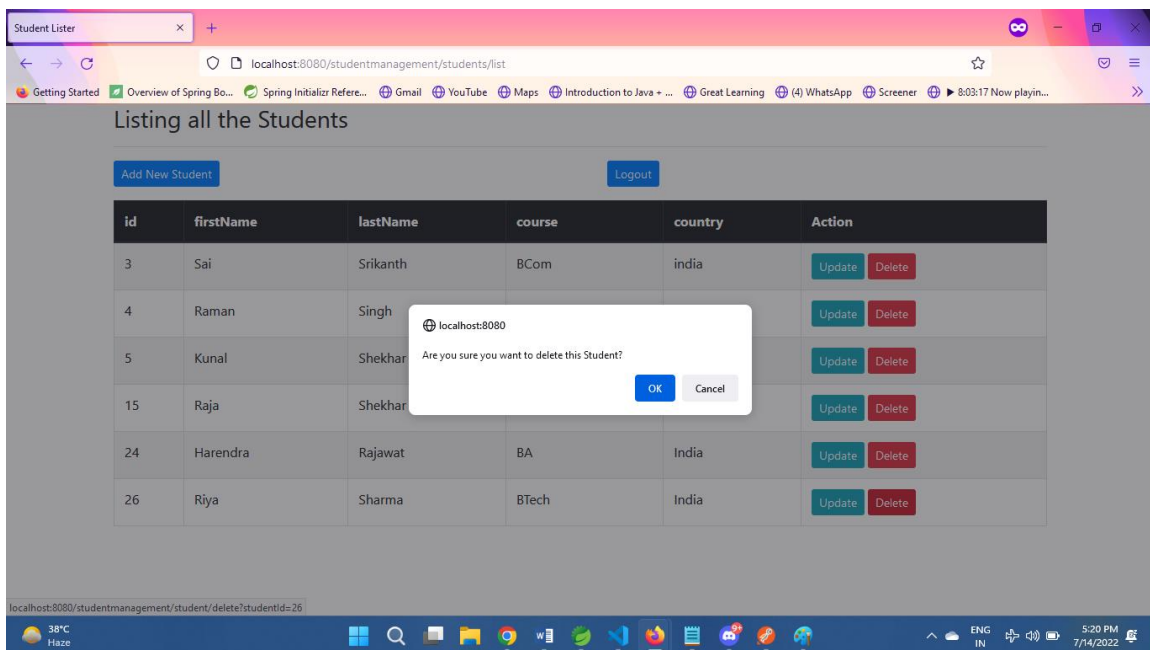 Student Lister
localhost:8080/studentmanagement/students/list
Getting Started Overview of Spring Bo... Spring Initializr Refere... Gmail YouTube Maps Introduction to Java + ... Great Learning (4) WhatsApp Screener ▶ 8:03:17 Now playin...
Listing all the Students
Add New Student Logout
id firstName lastName course country Action
3 Sai Srikanth BCom india Update Delete
4 Raman Singh Update Delete
5 Kunal Shekhar Update Delete
15 Raja Shekhar Update Delete
24 Harendra Rajawat BA India Update Delete
26 Riya Sharma BTech India Update Delete
localhost:8080
Are you sure you want to delete this Student?
OK Cancel
localhost:8080/studentmanagement/student/delete?studentId=26
38°C
Haze
ENG
IN
5:20 PM
7/14/2022